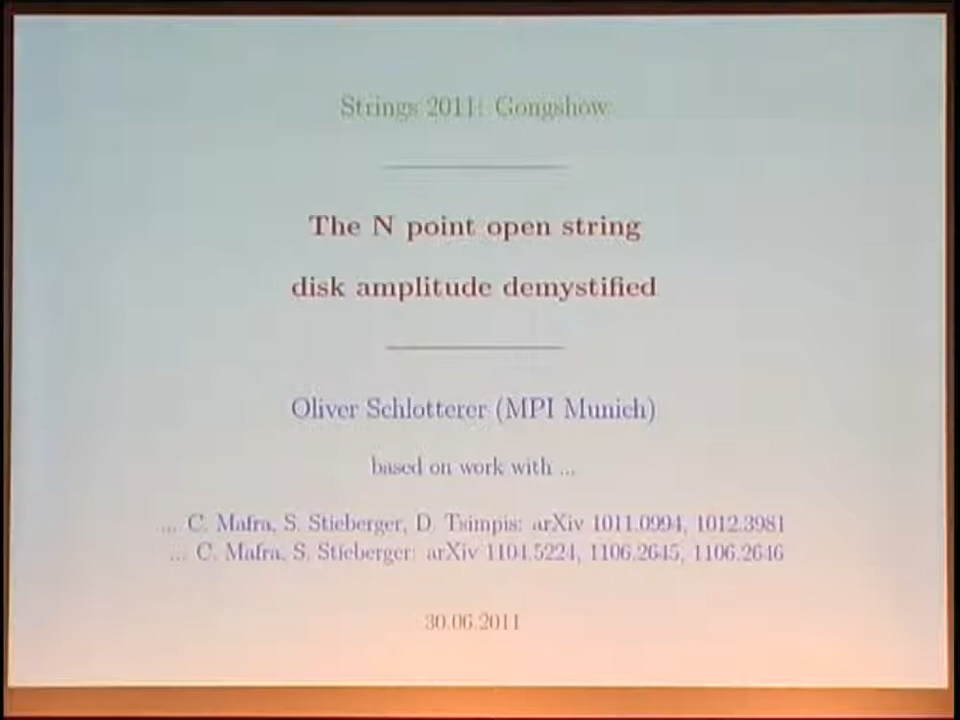 Strings 2011: Gongshow
The N point open string
disk amplitude demystified
Oliver Schlotterer (MPI Munich)
based on work with ...
... C. Mafra, S. Stieberger, D. Tsimpis: arXiv 1011.0994, 1012.3981
... C. Mafra, S. Stieberger: arXiv 1104.5224, 1106.2645, 1106.2646
30.06.2011